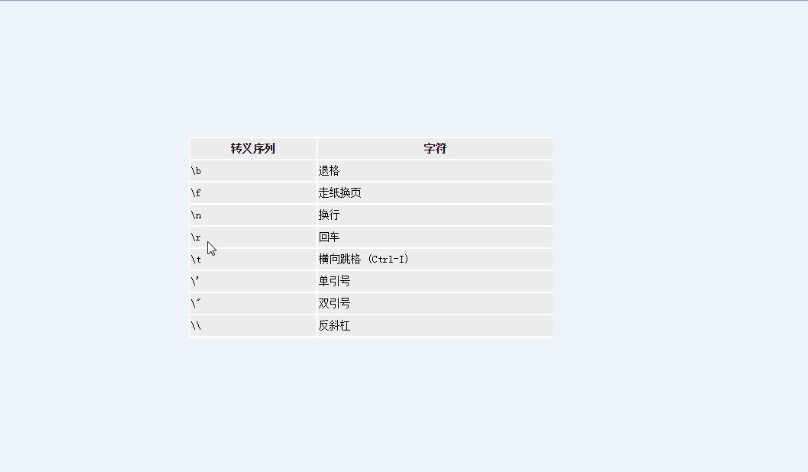 转义序列 字符
\b 退格
\f 走纸换页
\n 换行
\r 回车
\t 横向跳格 (Ctrl-I)
\' 单引号
\" 双引号
\\ 反斜杠